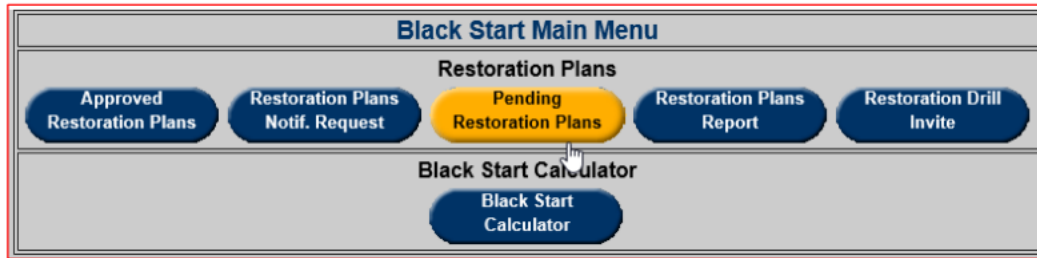 Black Start Main Menu
Restoration Plans
Approved
Restoration Plans
Restoration Plans
Notif. Request
Pending
Restoration Plans
Restoration Plans
Report
Restoration Drill
Invite
Black Start Calculator
Black Start
Calculator